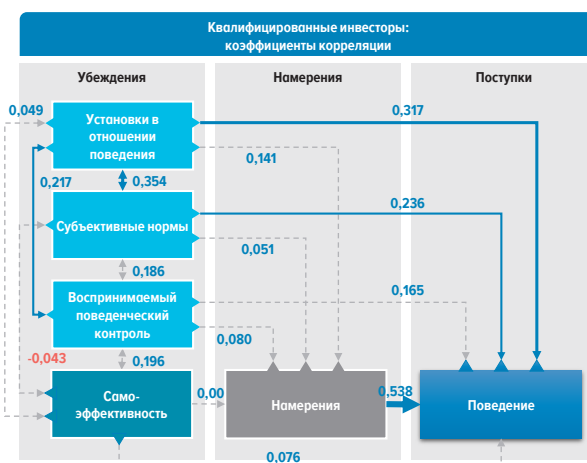 Квалифицированные инвесторы:
коэффициенты корреляции
Убеждения
Намерения
Поступки
0,049
Установки в
отношении
поведения
0,317
0,141
0,217
0,354
Субъективные нормы
0,236
0,051
0,186
Воспринимаемый
поведенческий
контроль
0,165
0,080
-0,043
0,196
Само-
эффективность
0,00
Намерения
0,538
Поведение
0,076